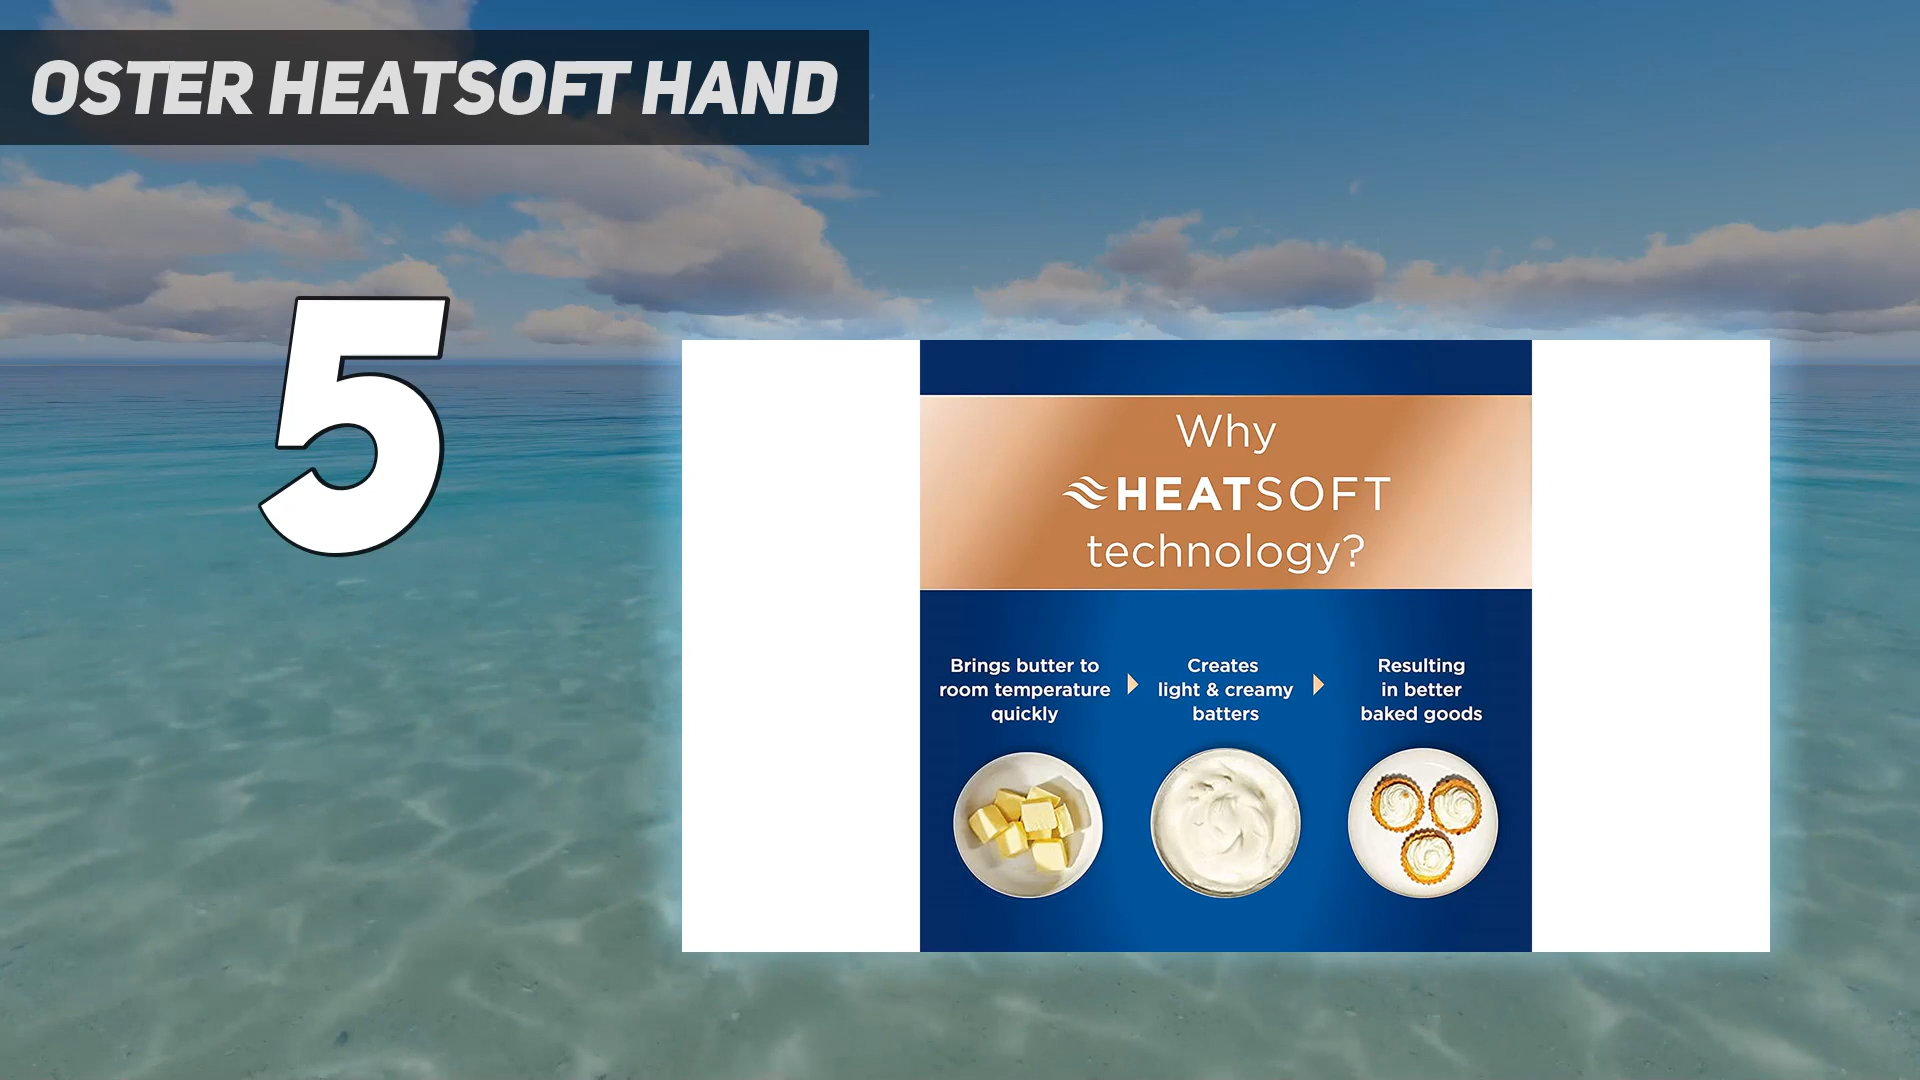 OSTER HEATSOFT HAND
5
Why
HEATSOFT
technology?
Brings butter to
room temperature
quickly
Creates
light & creamy
batters
Resulting
in better
baked goods